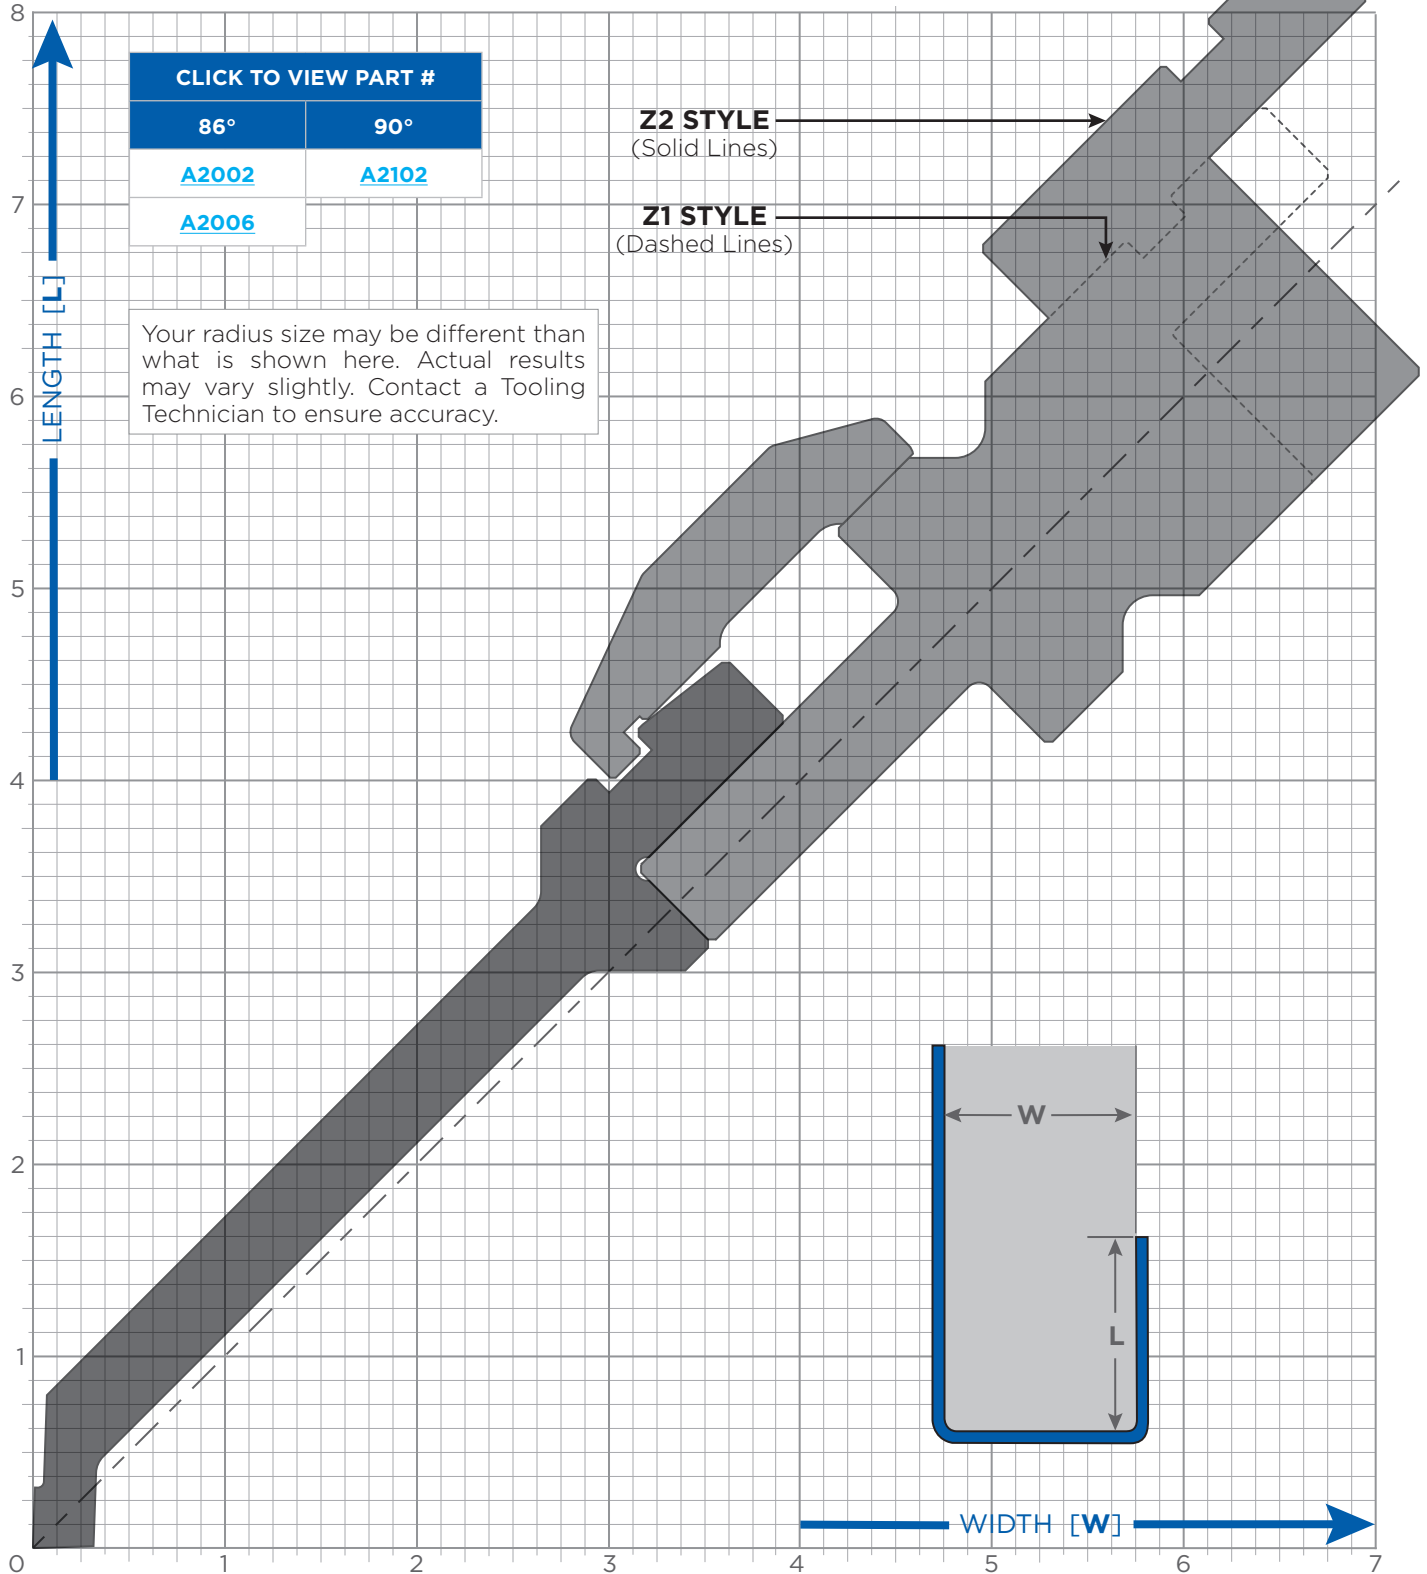 8
CLICK TO VIEW PART #
86° 90°
A2002 A2102
A2006
Z2 STYLE
(Solid Lines)
7
Z1 STYLE
(Dashed Lines)
LENGTH [L]
Your radius size may be different than
what is shown here. Actual results
may vary slightly. Contact a Tooling
Technician to ensure accuracy.
6
5
4
3
W
2
L
1
WIDTH [W]
0 1 2 3 4 5 6 7